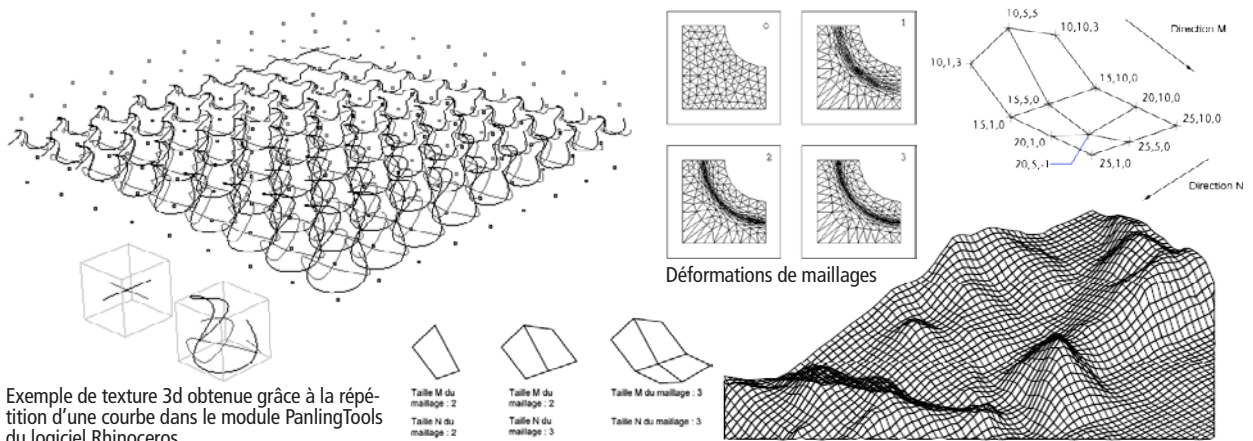 0
1
2
3
Déformations de maillages
10,5,5
10,10,3
Direction M
10,1,3
15,10,0
15,5,0
20,10,0
25,10,0
15,1,0
20,1,0
25,5,0
20,5,-1
25,1,0
Direction N
Exemple de texture 3d obtenue grâce à la répé-
tition d'une courbe dans le module PanlingTools
du logiciel Rhinoceros
Taille M du
maillage : 2
Taille N du
maillage : 2
Taille M du
maillage : 2
Taille N du
maillage : 3
Taille M du maillage : 3
Taille N du maillage : 3